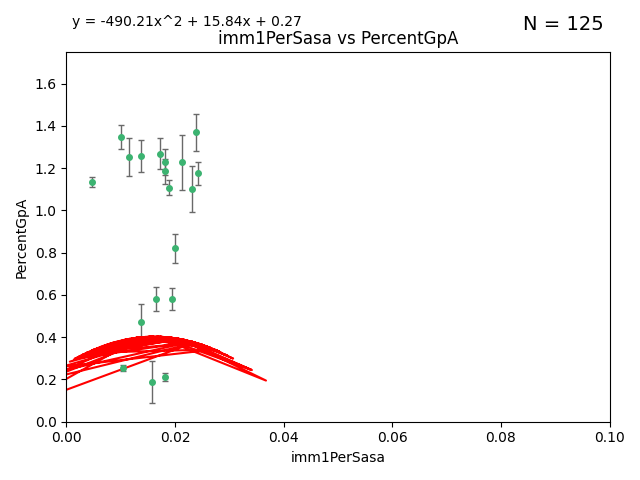 y = -490.21x^2 + 15.84x + 0.27
N = 125
imm1PerSasa vs PercentGpA
1.6
1.4
1.2
1.0
0.8
0.6
0.4
0.2
0.0
PercentGpA
0.00 0.02 0.04 0.06 0.08 0.10
imm1PerSasa